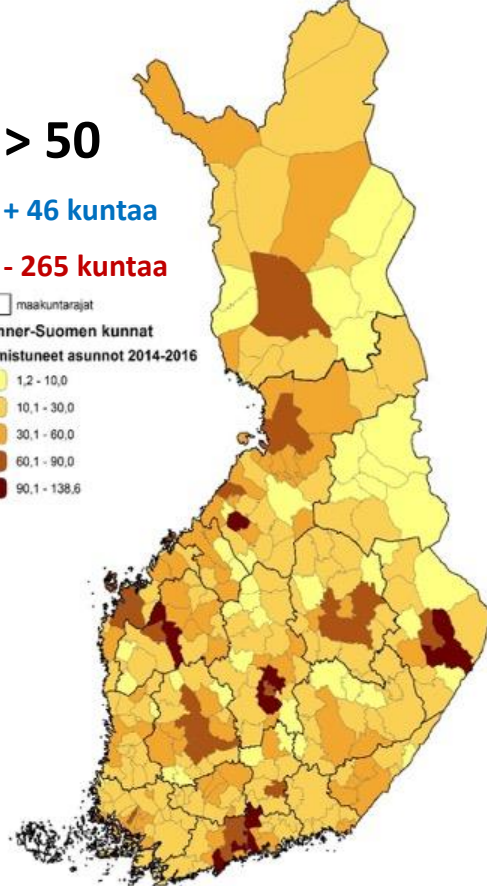 > 50
+ 46 kuntaa
- 265 kuntaa
maakuntarajat
nner-Suomen kunnat
mistuneet asunnot 2014-2016
1,2 - 10,0
10,1 - 30,0
30,1 - 60,0
60,1 - 90,0
90,1 - 138,6